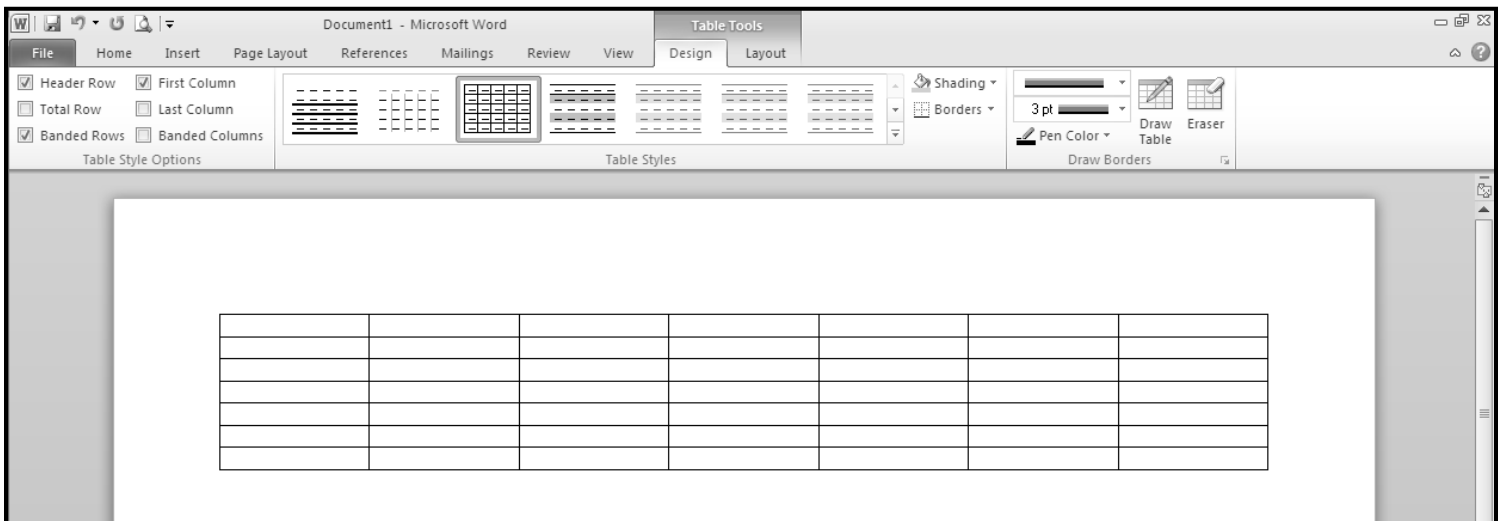 W Document1 - Microsoft Word Table Tools
File Home Insert Page Layout References Mailings Review View Design Layout ?
Header Row First Column Shading
Total Row Last Column Borders 3 pt Draw Table Eraser
Banded Rows Banded Columns Pen Color
Table Style Options Table Styles Draw Borders